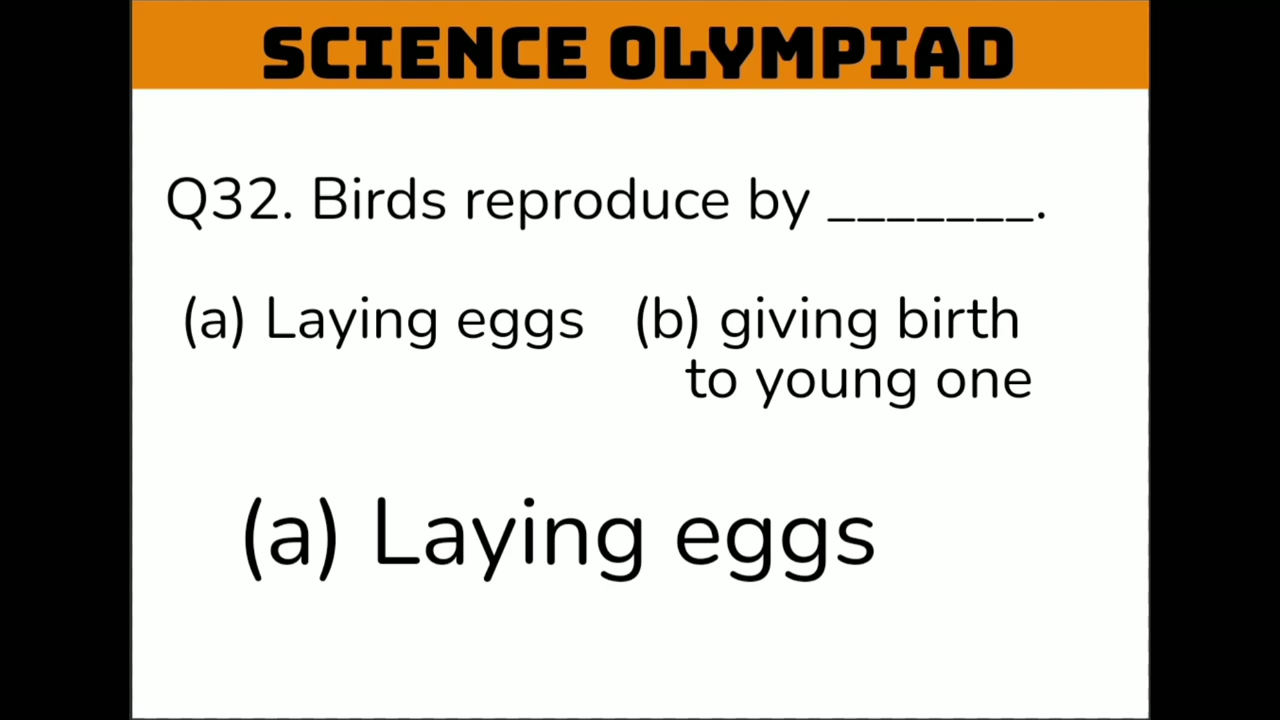 SCIENCE OLYMPIAD
Q32. Birds reproduce by _______.
(a) Laying eggs (b) giving birth
to young one
(a) Laying eggs